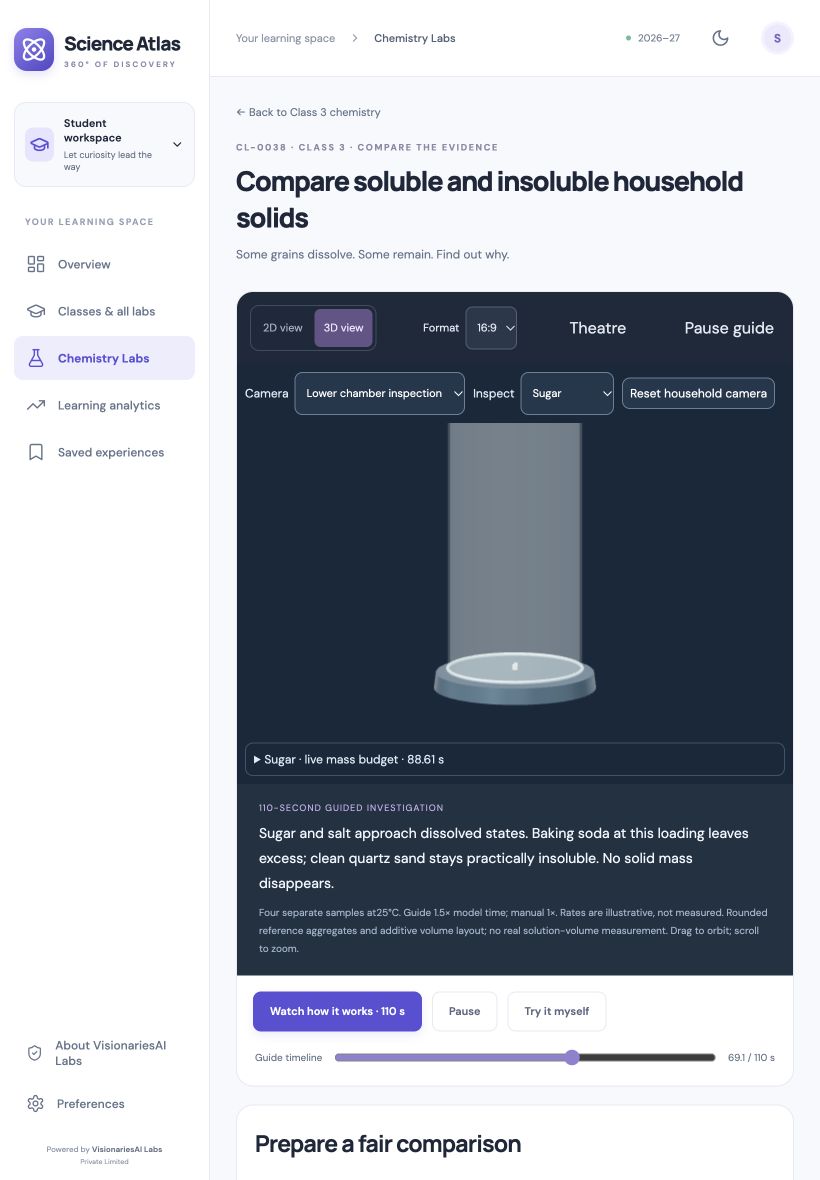 Science Atlas
360° OF DISCOVERY
Student
workspace
Let curiosity lead the
way
YOUR LEARNING SPACE
Overview
Classes & all labs
Chemistry Labs
Learning analytics
Saved experiences
About VisionariesAI
Labs
Preferences
Powered by VisionariesAI Labs
Private Limited
Your learning space > Chemistry Labs
2026–27
S
← Back to Class 3 chemistry
CL-0038 · CLASS 3 · COMPARE THE EVIDENCE
Compare soluble and insoluble household
solids
Some grains dissolve. Some remain. Find out why.
2D view 3D view Format 16:9 Theatre Pause guide
Camera Lower chamber inspection Inspect Sugar Reset household camera
▶ Sugar · live mass budget · 88.61 s
110-SECOND GUIDED INVESTIGATION
Sugar and salt approach dissolved states. Baking soda at this loading leaves
excess; clean quartz sand stays practically insoluble. No solid mass
disappears.
Four separate samples at25°C. Guide 1.5× model time; manual 1×. Rates are illustrative, not measured. Rounded
reference aggregates and additive volume layout; no real solution-volume measurement. Drag to orbit; scroll
to zoom.
Watch how it works · 110 s Pause Try it myself
Guide timeline 69.1 / 110 s
Prepare a fair comparison